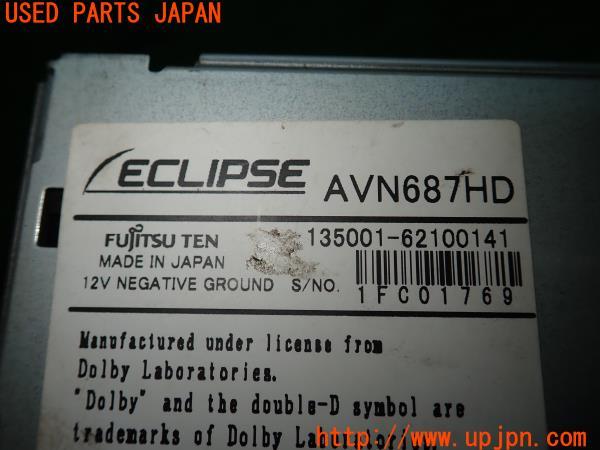 USED PARTS JAPAN
ECLIPSE AVN687HD
FUJITSU TEN 135001-62100141
MADE IN JAPAN
12V NEGATIVE GROUND S/NO. 1FC01769
Manufactured under license from
Dolby Laboratories.
"Dolby" and the double-D symbol are
trademarks of Dolby Laboratories.
http://www.upjpn.com